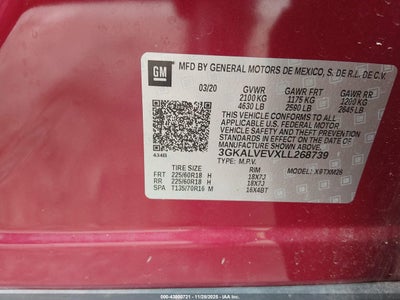 GM
MFD BY GENERAL MOTORS DE MEXICO, S. DE R.L. DE C.V.
03/20 GVWR GAWR FRT GAWR RR
2100 KG 1175 KG 1200 KG
4630 LB 2590 LB 2645 LB
THIS VEHICLE CONFORMS TO ALL
APPLICABLE U.S. FEDERAL MOTOR
VEHICLE SAFETY, BUMPER, AND THEFT
PREVENTION STANDARDS IN EFFECT ON
THE DATE OF MANUFACTURE SHOWN ABOVE.
3GKALVEVXLL268739
TYPE: M.P.V. MODEL: XRTXM26
TIRE SIZE RIM
FRT 225/60R18 H 18X7J
RR 225/60R18 H 18X7J
SPA T135/70R16 M 16X4BT